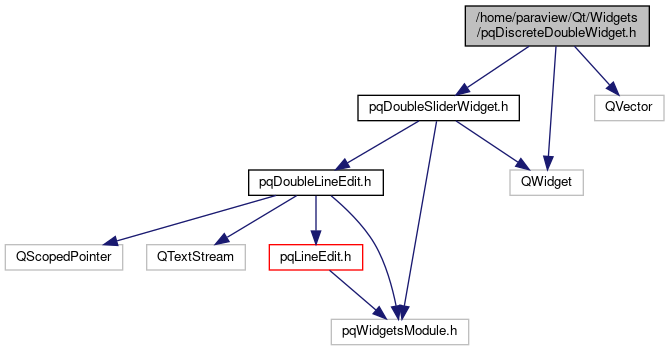 /home/paraview/Qt/Widgets
/pqDiscreteDoubleWidget.h
pqDoubleSliderWidget.h
QVector
pqDoubleLineEdit.h
QWidget
QScopedPointer
QTextStream
pqLineEdit.h
pqWidgetsModule.h